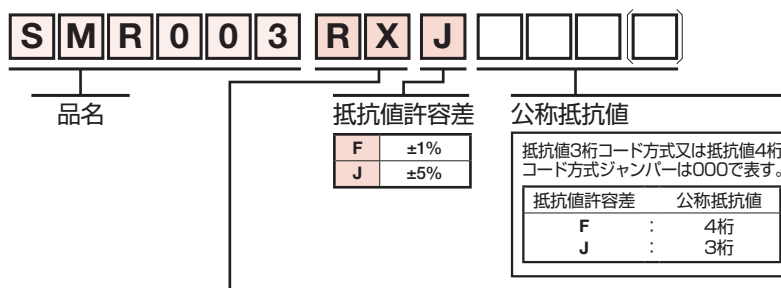 SMR003 RX J
品名
抵抗値許容差
公称抵抗値
F ±1%
J ±5%
抵抗値3桁コード方式又は抵抗値4桁
コード方式ジャンパーは000で表す。
抵抗値許容差 公称抵抗値
F : 4桁
J : 3桁